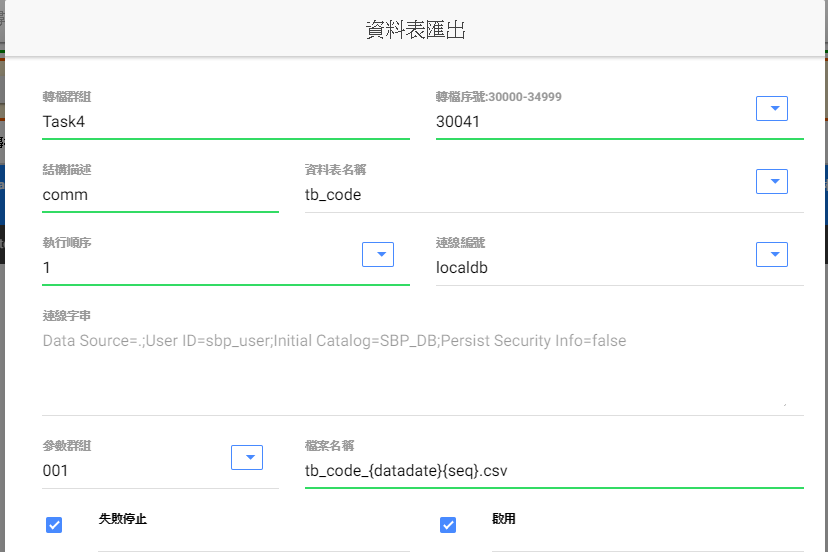 資料表匯出
轉檔群組
轉檔序號:30000-34999
Task4
30041
結構描述
資料表名稱
comm
tb_code
執行順序
連線編號
1
localdb
連線字串
Data Source=.;User ID=sbp_user;Initial Catalog=SBP_DB;Persist Security Info=false
參數群組
檔案名稱
001
tb_code_{datadate}{seq}.csv
失敗停止
啟用